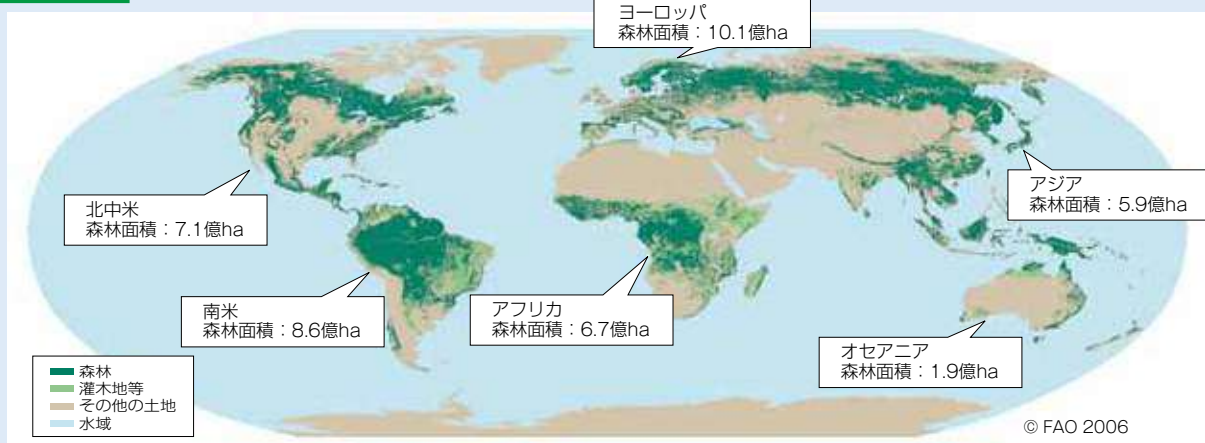 ヨーロッパ
森林面積：10.1億ha
北中米
森林面積：7.1億ha
アジア
森林面積：5.9億ha
南米
森林面積：8.6億ha
アフリカ
森林面積：6.7億ha
オセアニア
森林面積：1.9億ha
森林
灌木地等
その他の土地
水域
© FAO 2006